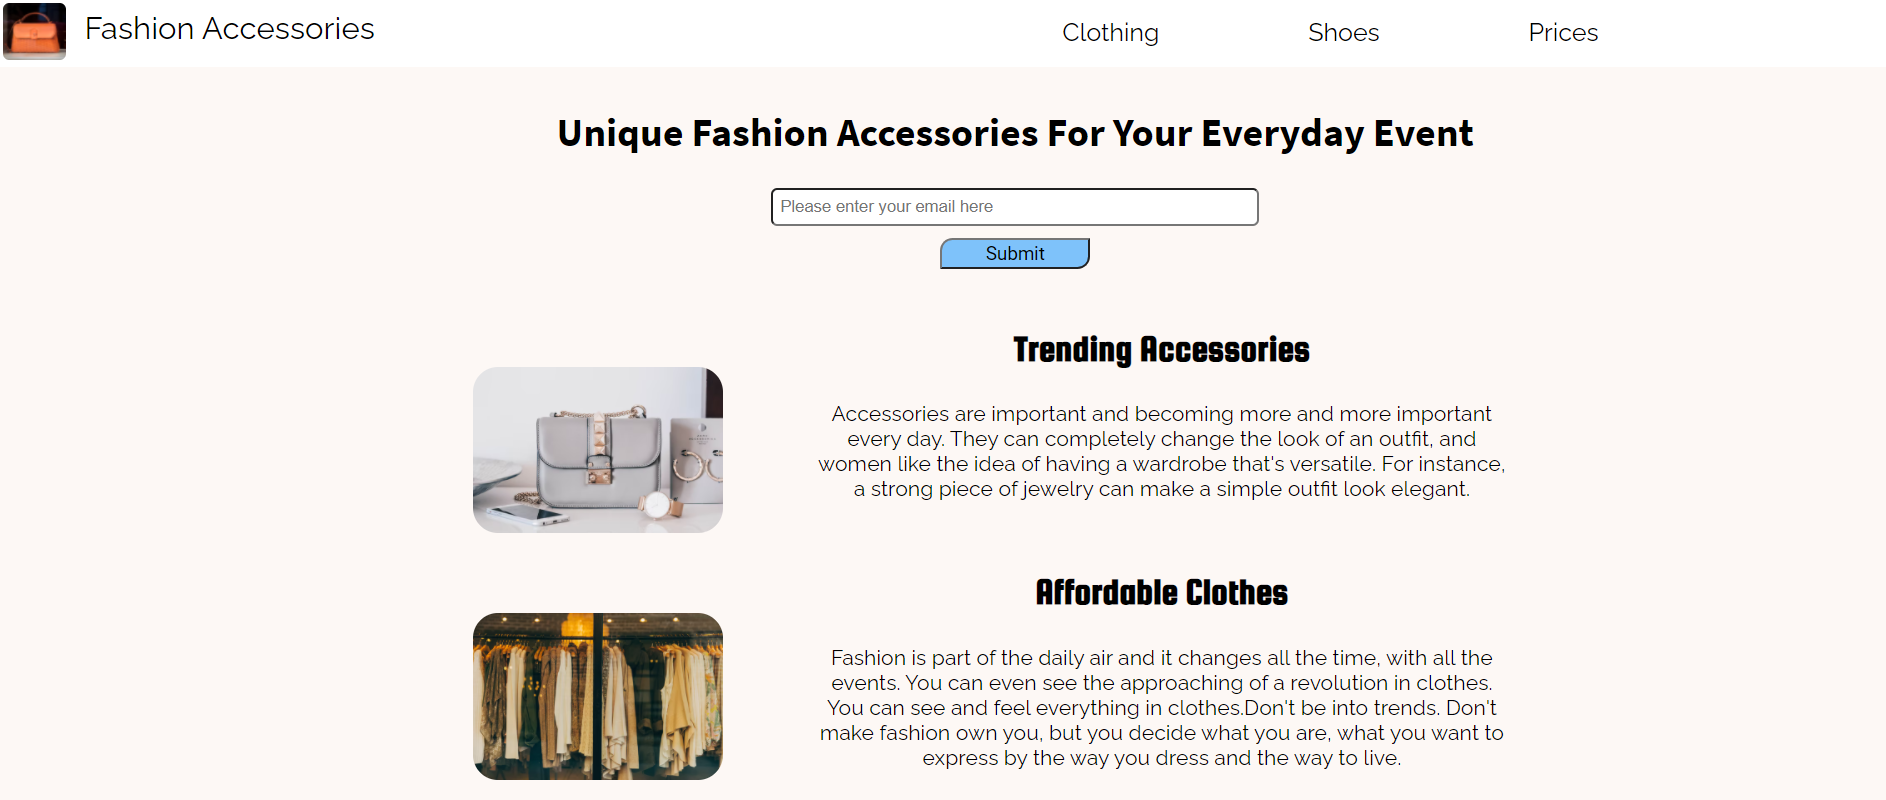 Fashion Accessories
Clothing
Shoes
Prices
Unique Fashion Accessories For Your Everyday Event
Please enter your email here
Submit
Trending Accessories
Accessories are important and becoming more and more important
every day. They can completely change the look of an outfit, and
women like the idea of having a wardrobe that's versatile. For instance,
a strong piece of jewelry can make a simple outfit look elegant.
Affordable Clothes
Fashion is part of the daily air and it changes all the time, with all the
events. You can even see the approaching of a revolution in clothes.
You can see and feel everything in clothes.Don't be into trends. Don't
make fashion own you, but you decide what you are, what you want to
express by the way you dress and the way to live.